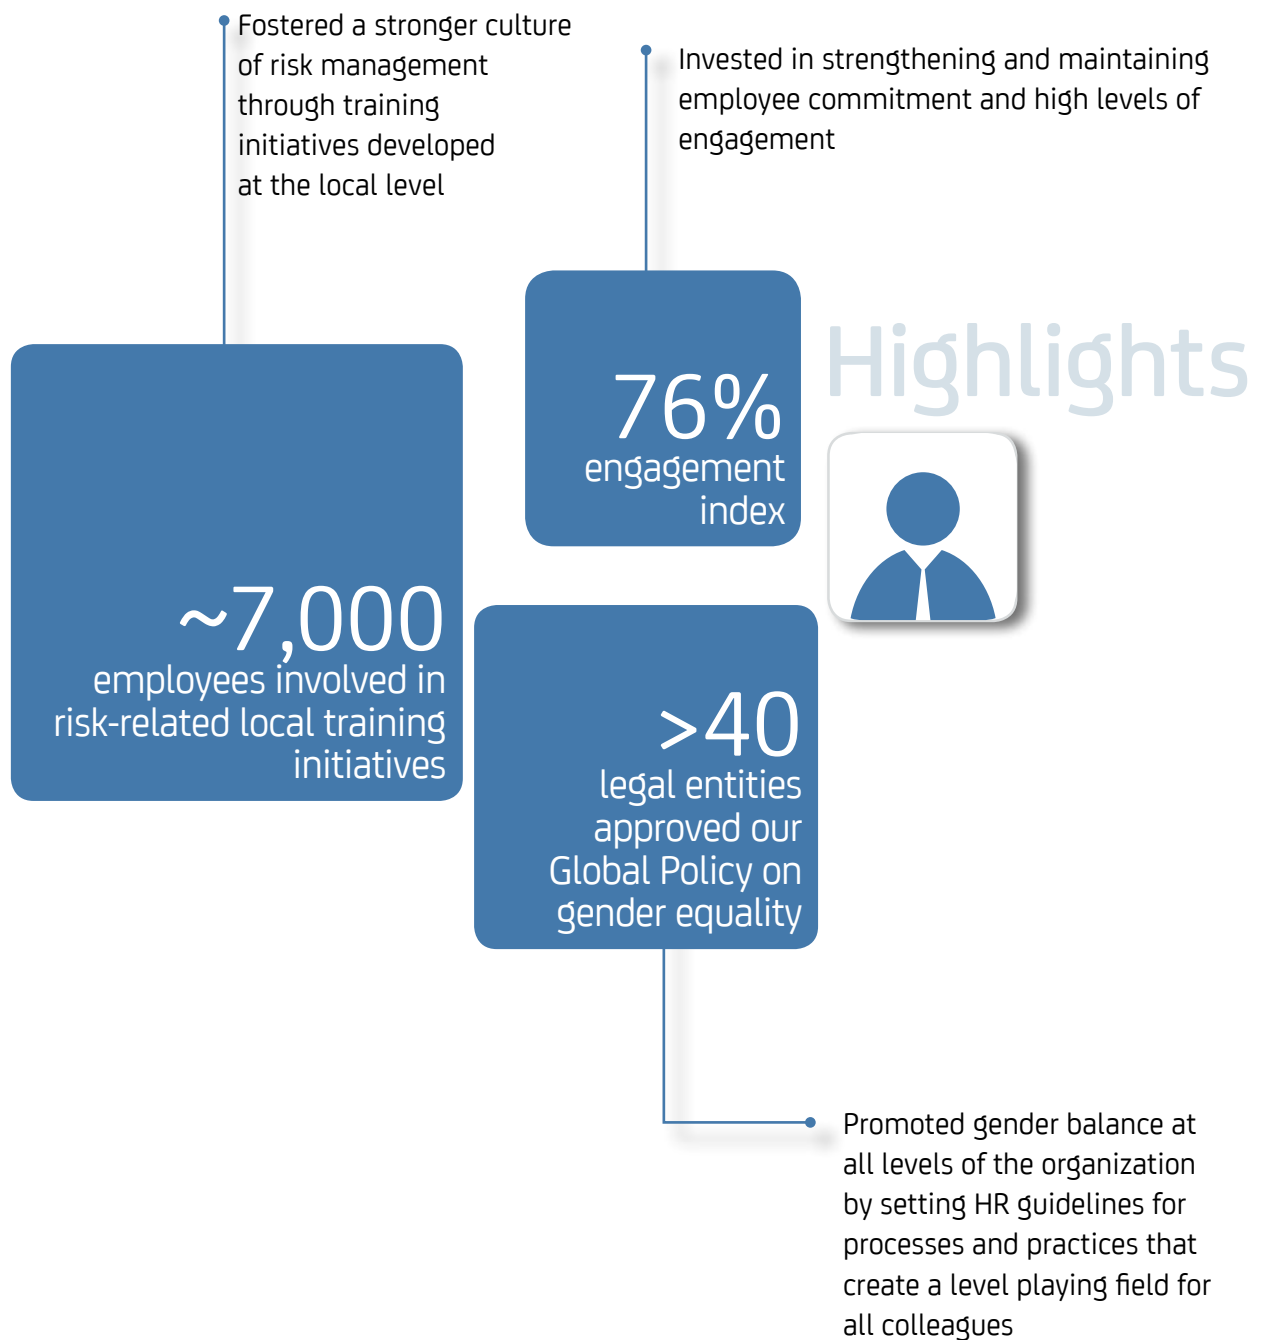 Fostered a stronger culture
of risk management
through training
initiatives developed
at the local level
Invested in strengthening and maintaining
employee commitment and high levels of
engagement
Highlights
76%
engagement
index
~7,000
employees involved in
risk-related local training
initiatives
>40
legal entities
approved our
Global Policy on
gender equality
Promoted gender balance at
all levels of the organization
by setting HR guidelines for
processes and practices that
create a level playing field for
all colleagues